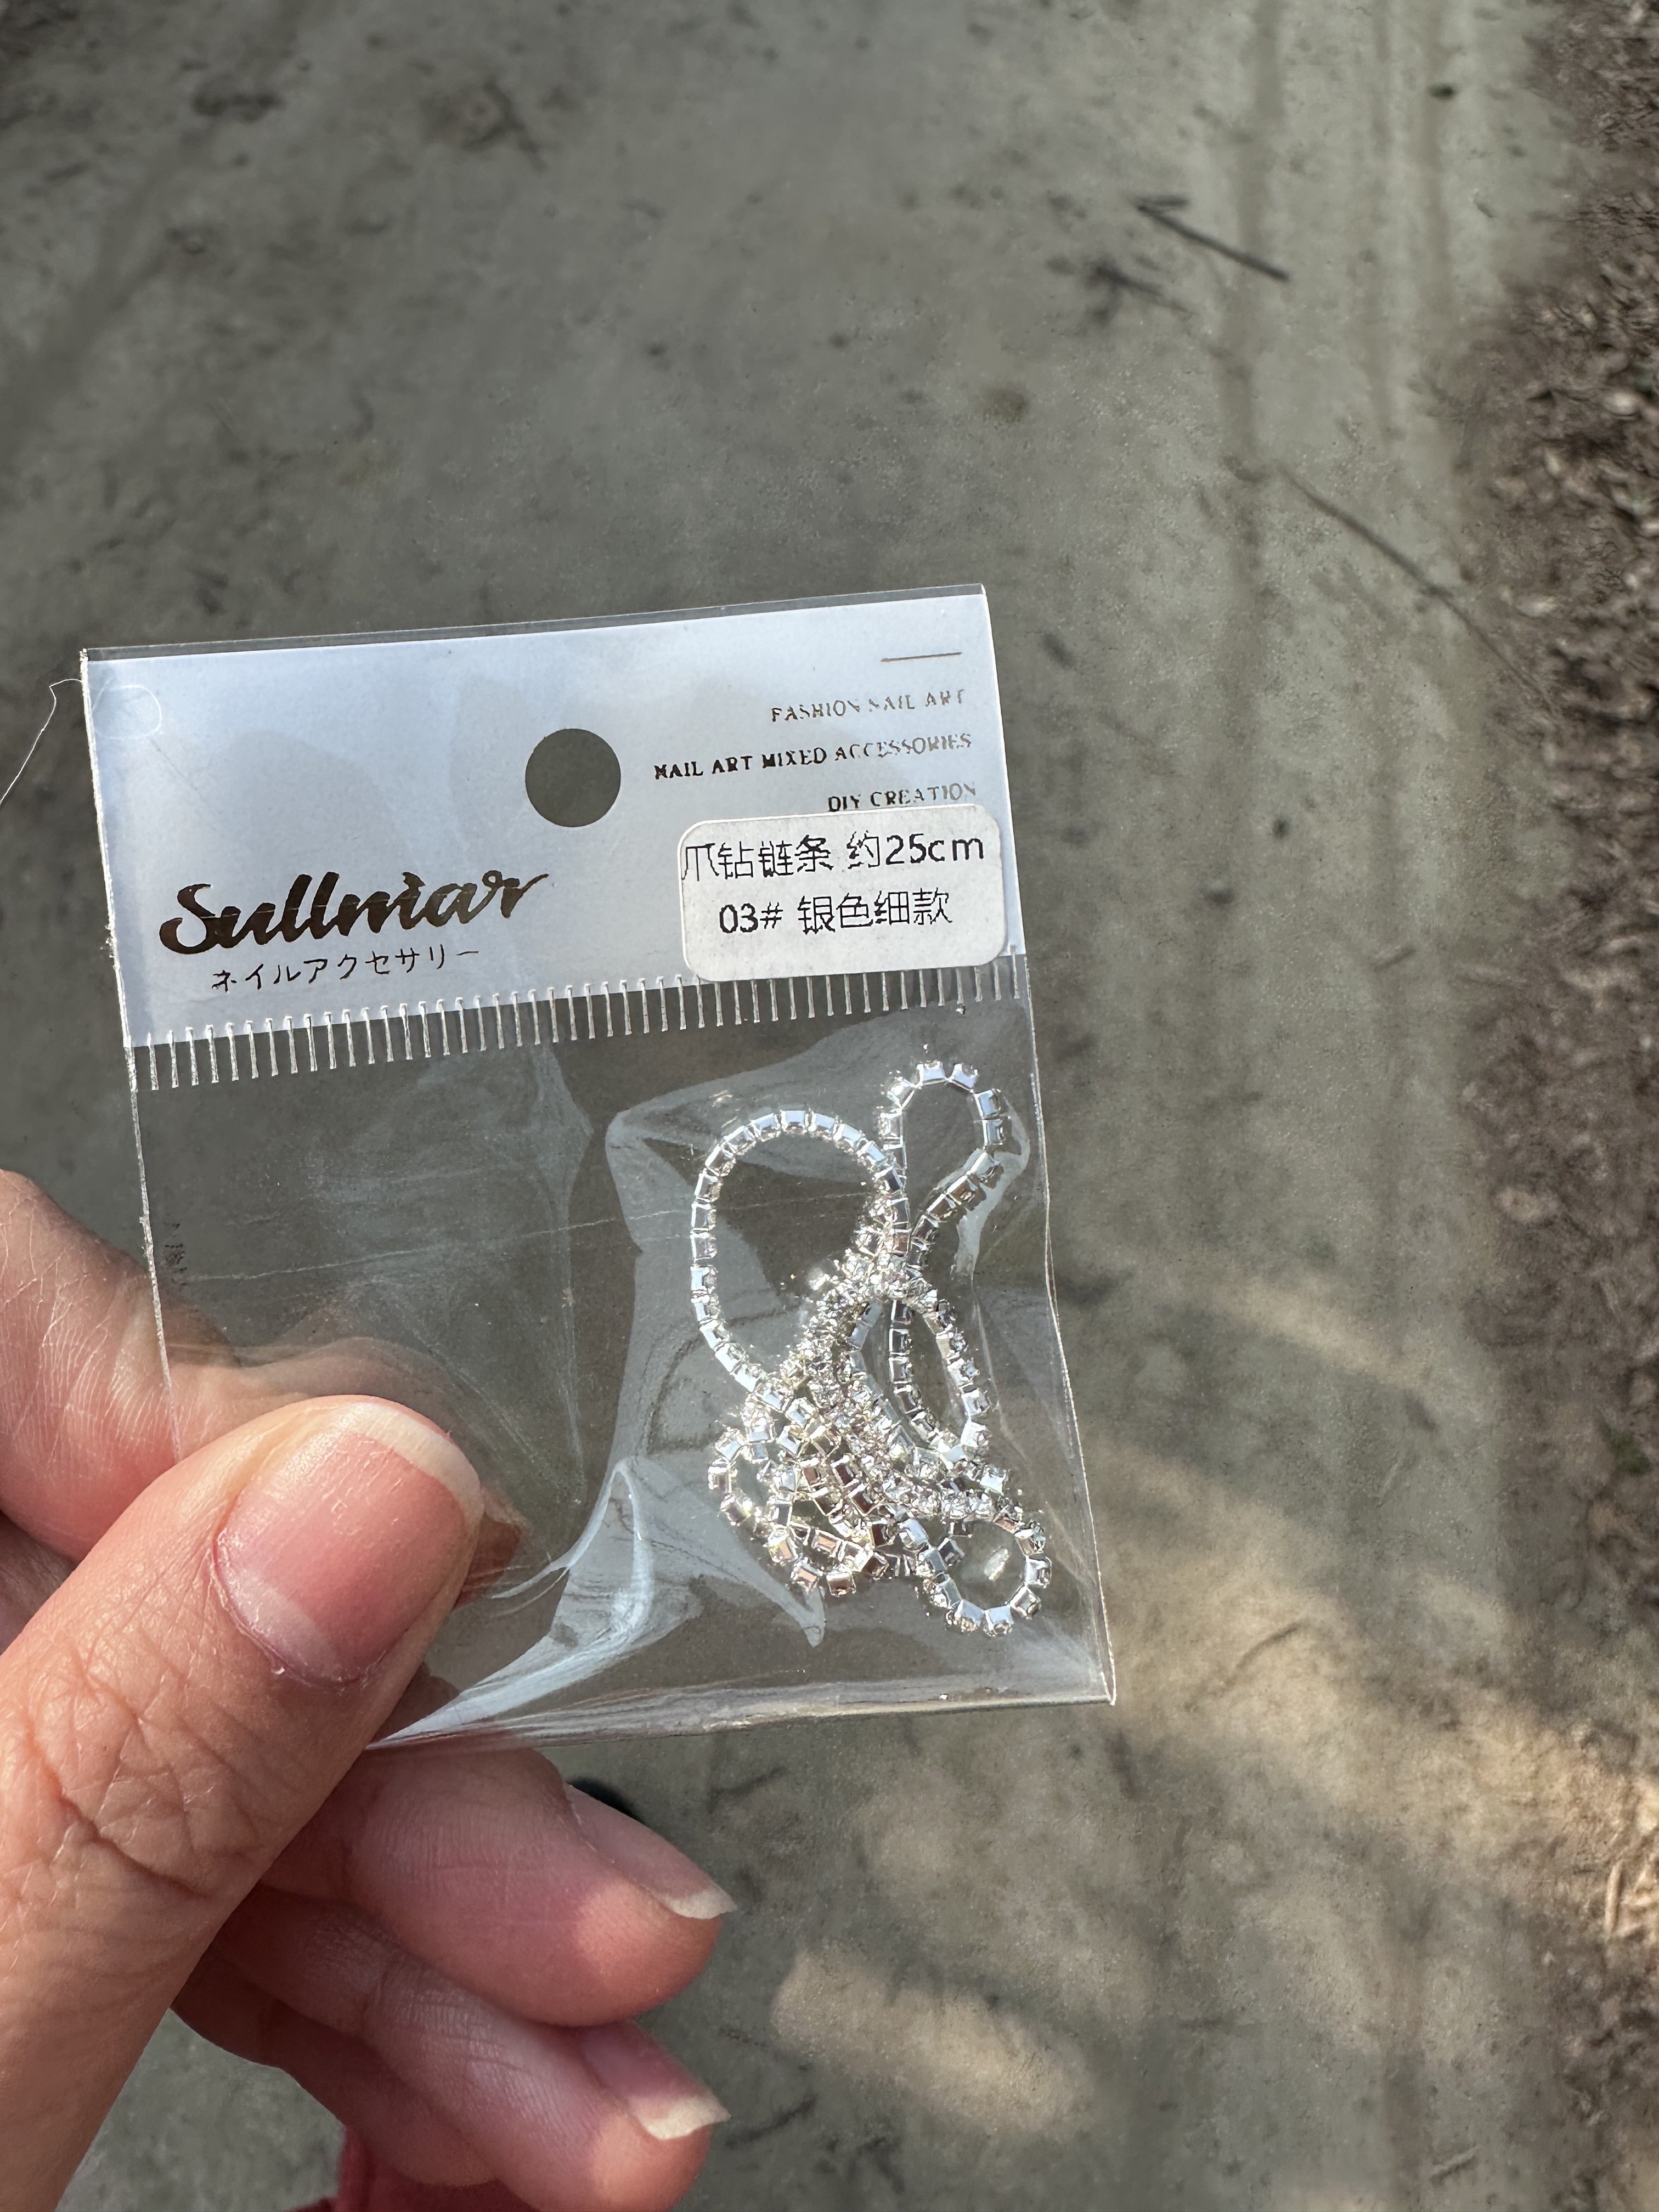 FASHION NAIL ART
NAIL ART MIXED ACCESSORIES
DIY CREATION
Sullmiar
ネイルアクセサリー
爪钻链条 约25cm
03# 银色细款